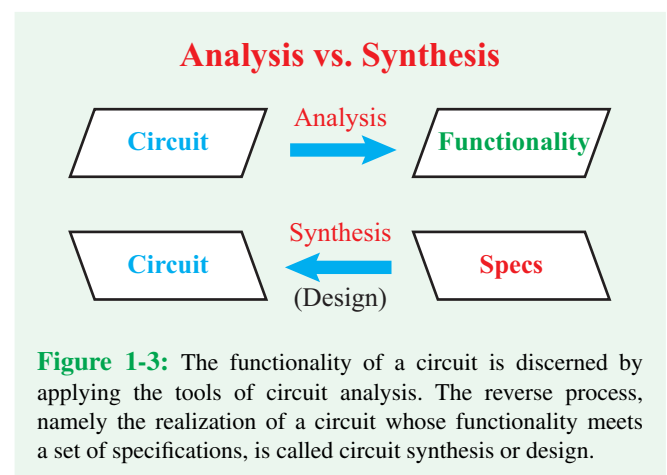 Analysis vs. Synthesis
Analysis
Circuit
Functionality
Synthesis
Circuit
Specs
(Design)
Figure 1-3: The functionality of a circuit is discerned by
applying the tools of circuit analysis. The reverse process,
namely the realization of a circuit whose functionality meets
a set of specifications, is called circuit synthesis or design.